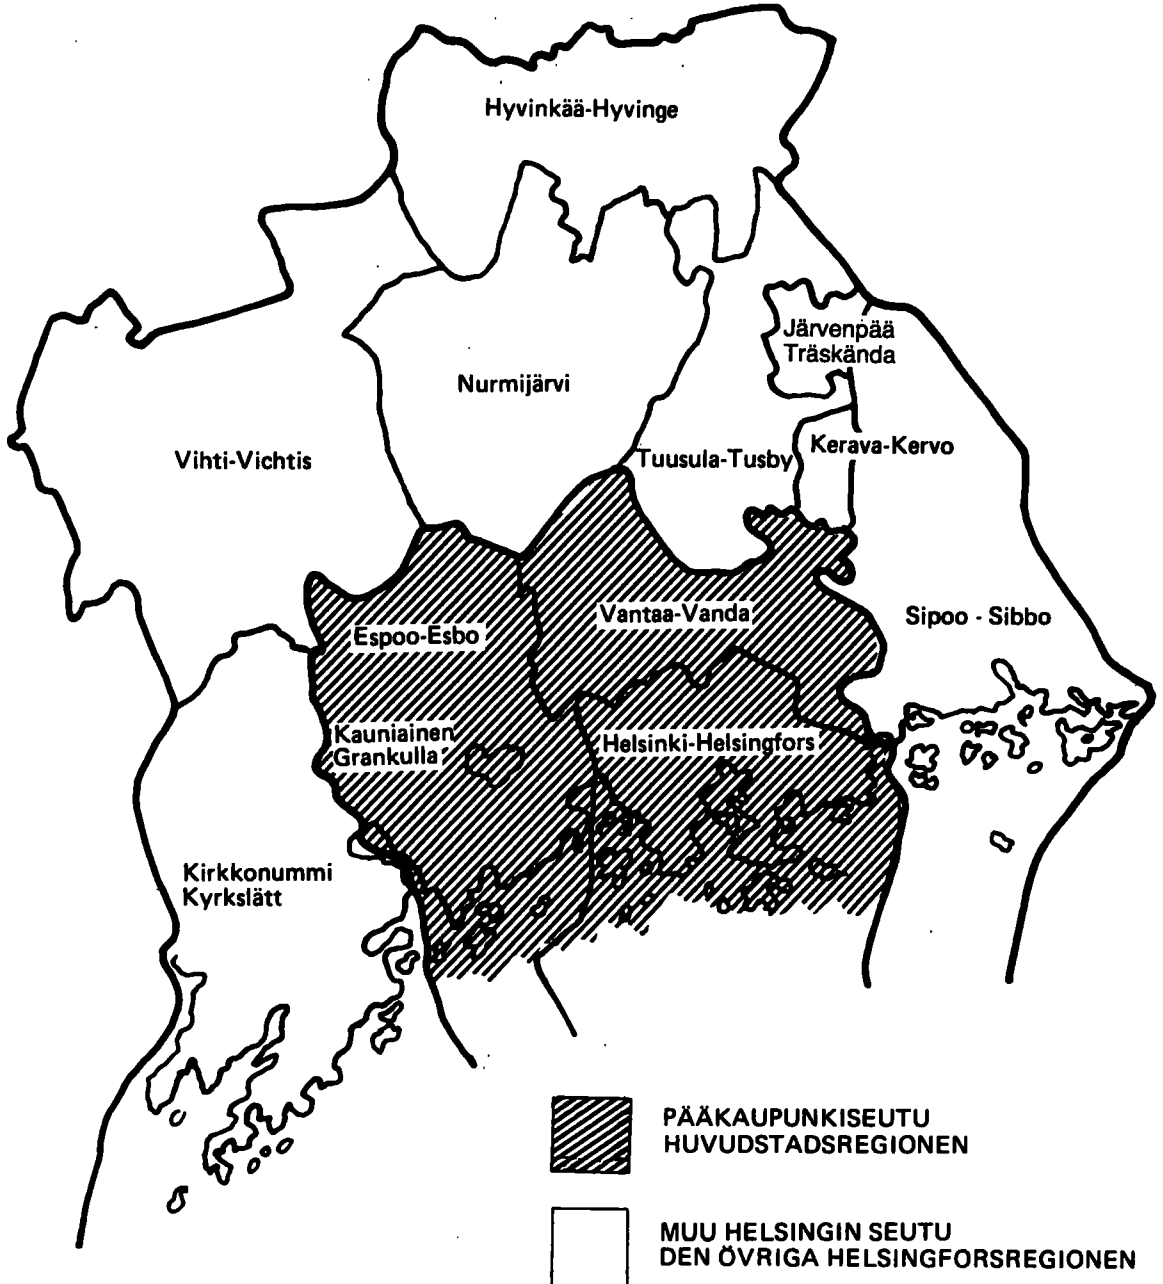 Hyvinkää-Hyvinge
Järvenpää
Träskända
Nurmijärvi
Vihti-Vichtis
Tuusula-Tusby
Kerava-Kervo
Vantaa-Vanda
Sipoo - Sibbo
Espoo-Esbo
Kauniainen
Grankulla
Helsinki-Helsingfors
Kirkkonummi
Kyrkslätt
PÄÄKAUPUNKISEUTU
HUVUDSTADSREGIONEN
MUU HELSINGIN SEUTU
DEN ÖVRIGA HELSINGFORSREGIONEN